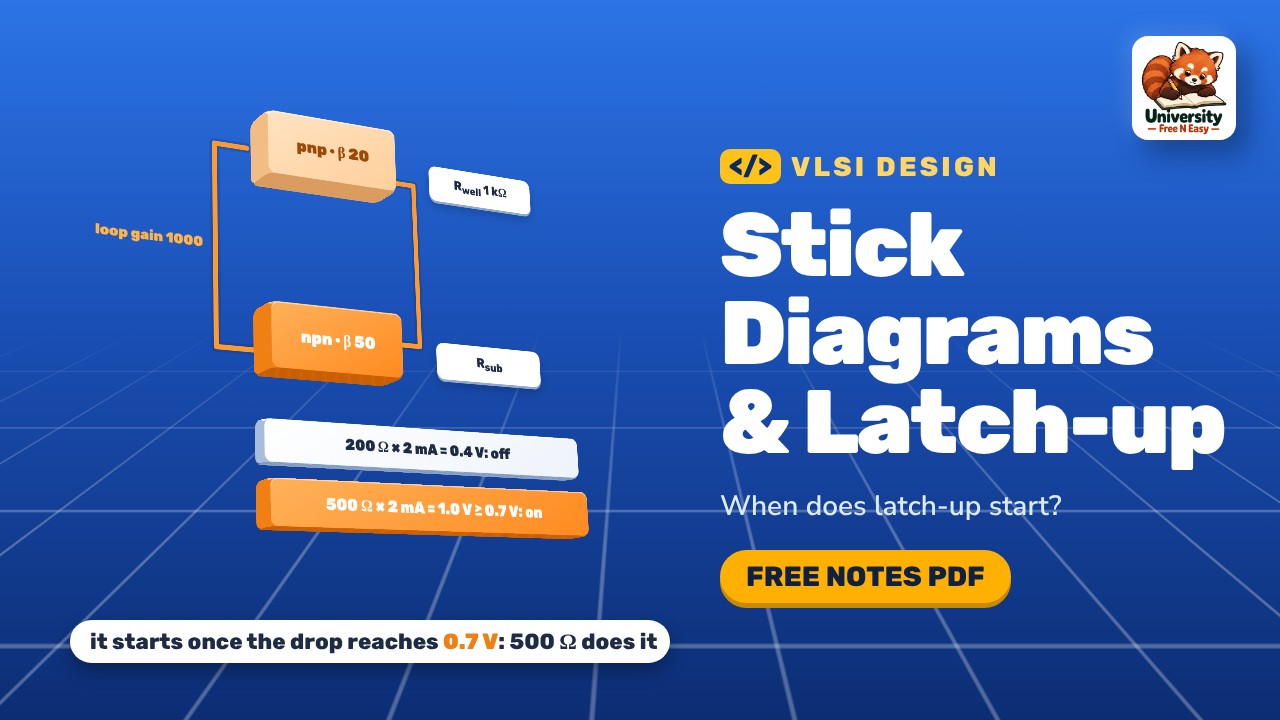 University
Free N Easy
</> VLSI DESIGN
Stick
Diagrams
& Latch-up
When does latch-up start?
FREE NOTES PDF
pnp • β 20
Rwell 1 kΩ
loop gain 1000
npn • β 50
Rsub
200 Ω × 2 mA = 0.4 V: off
500 Ω × 2 mA = 1.0 V ≥ 0.7 V: on
it starts once the drop reaches 0.7 V: 500 Ω does it